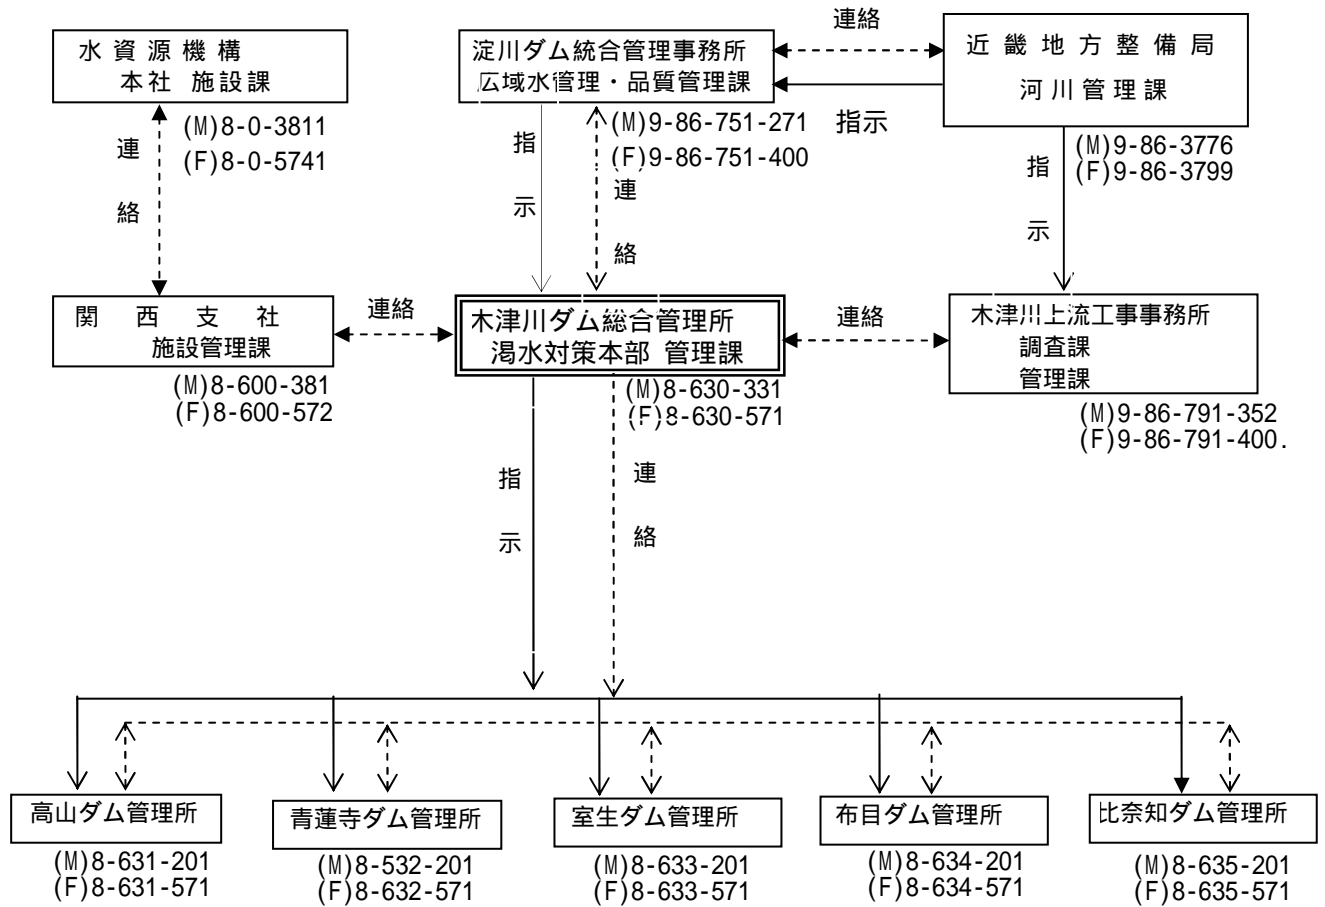 連絡
水 資 源 機 構
本社 施設課
淀川ダム統合管理事務所
広域水管理・品質管理課
近 畿 地 方 整 備 局
河川管理課
(M)8-0-3811
(F)8-0-5741
連
絡
指
示
(M)9-86-751-271
(F)9-86-751-400
連
絡
指示
指
示
(M)9-86-3776
(F)9-86-3799
関 西 支 社
施設管理課
連絡
木津川ダム総合管理所
渇水対策本部 管理課
連絡
木津川上流工事事務所
調査課
管理課
(M)8-600-381
(F)8-600-572
(M)8-630-331
(F)8-630-571
(M)9-86-791-352
(F)9-86-791-400.
指
示
連
絡
高山ダム管理所
青蓮寺ダム管理所
室生ダム管理所
布目ダム管理所
比奈知ダム管理所
(M)8-631-201
(F)8-631-571
(M)8-532-201
(F)8-632-571
(M)8-633-201
(F)8-633-571
(M)8-634-201
(F)8-634-571
(M)8-635-201
(F)8-635-571